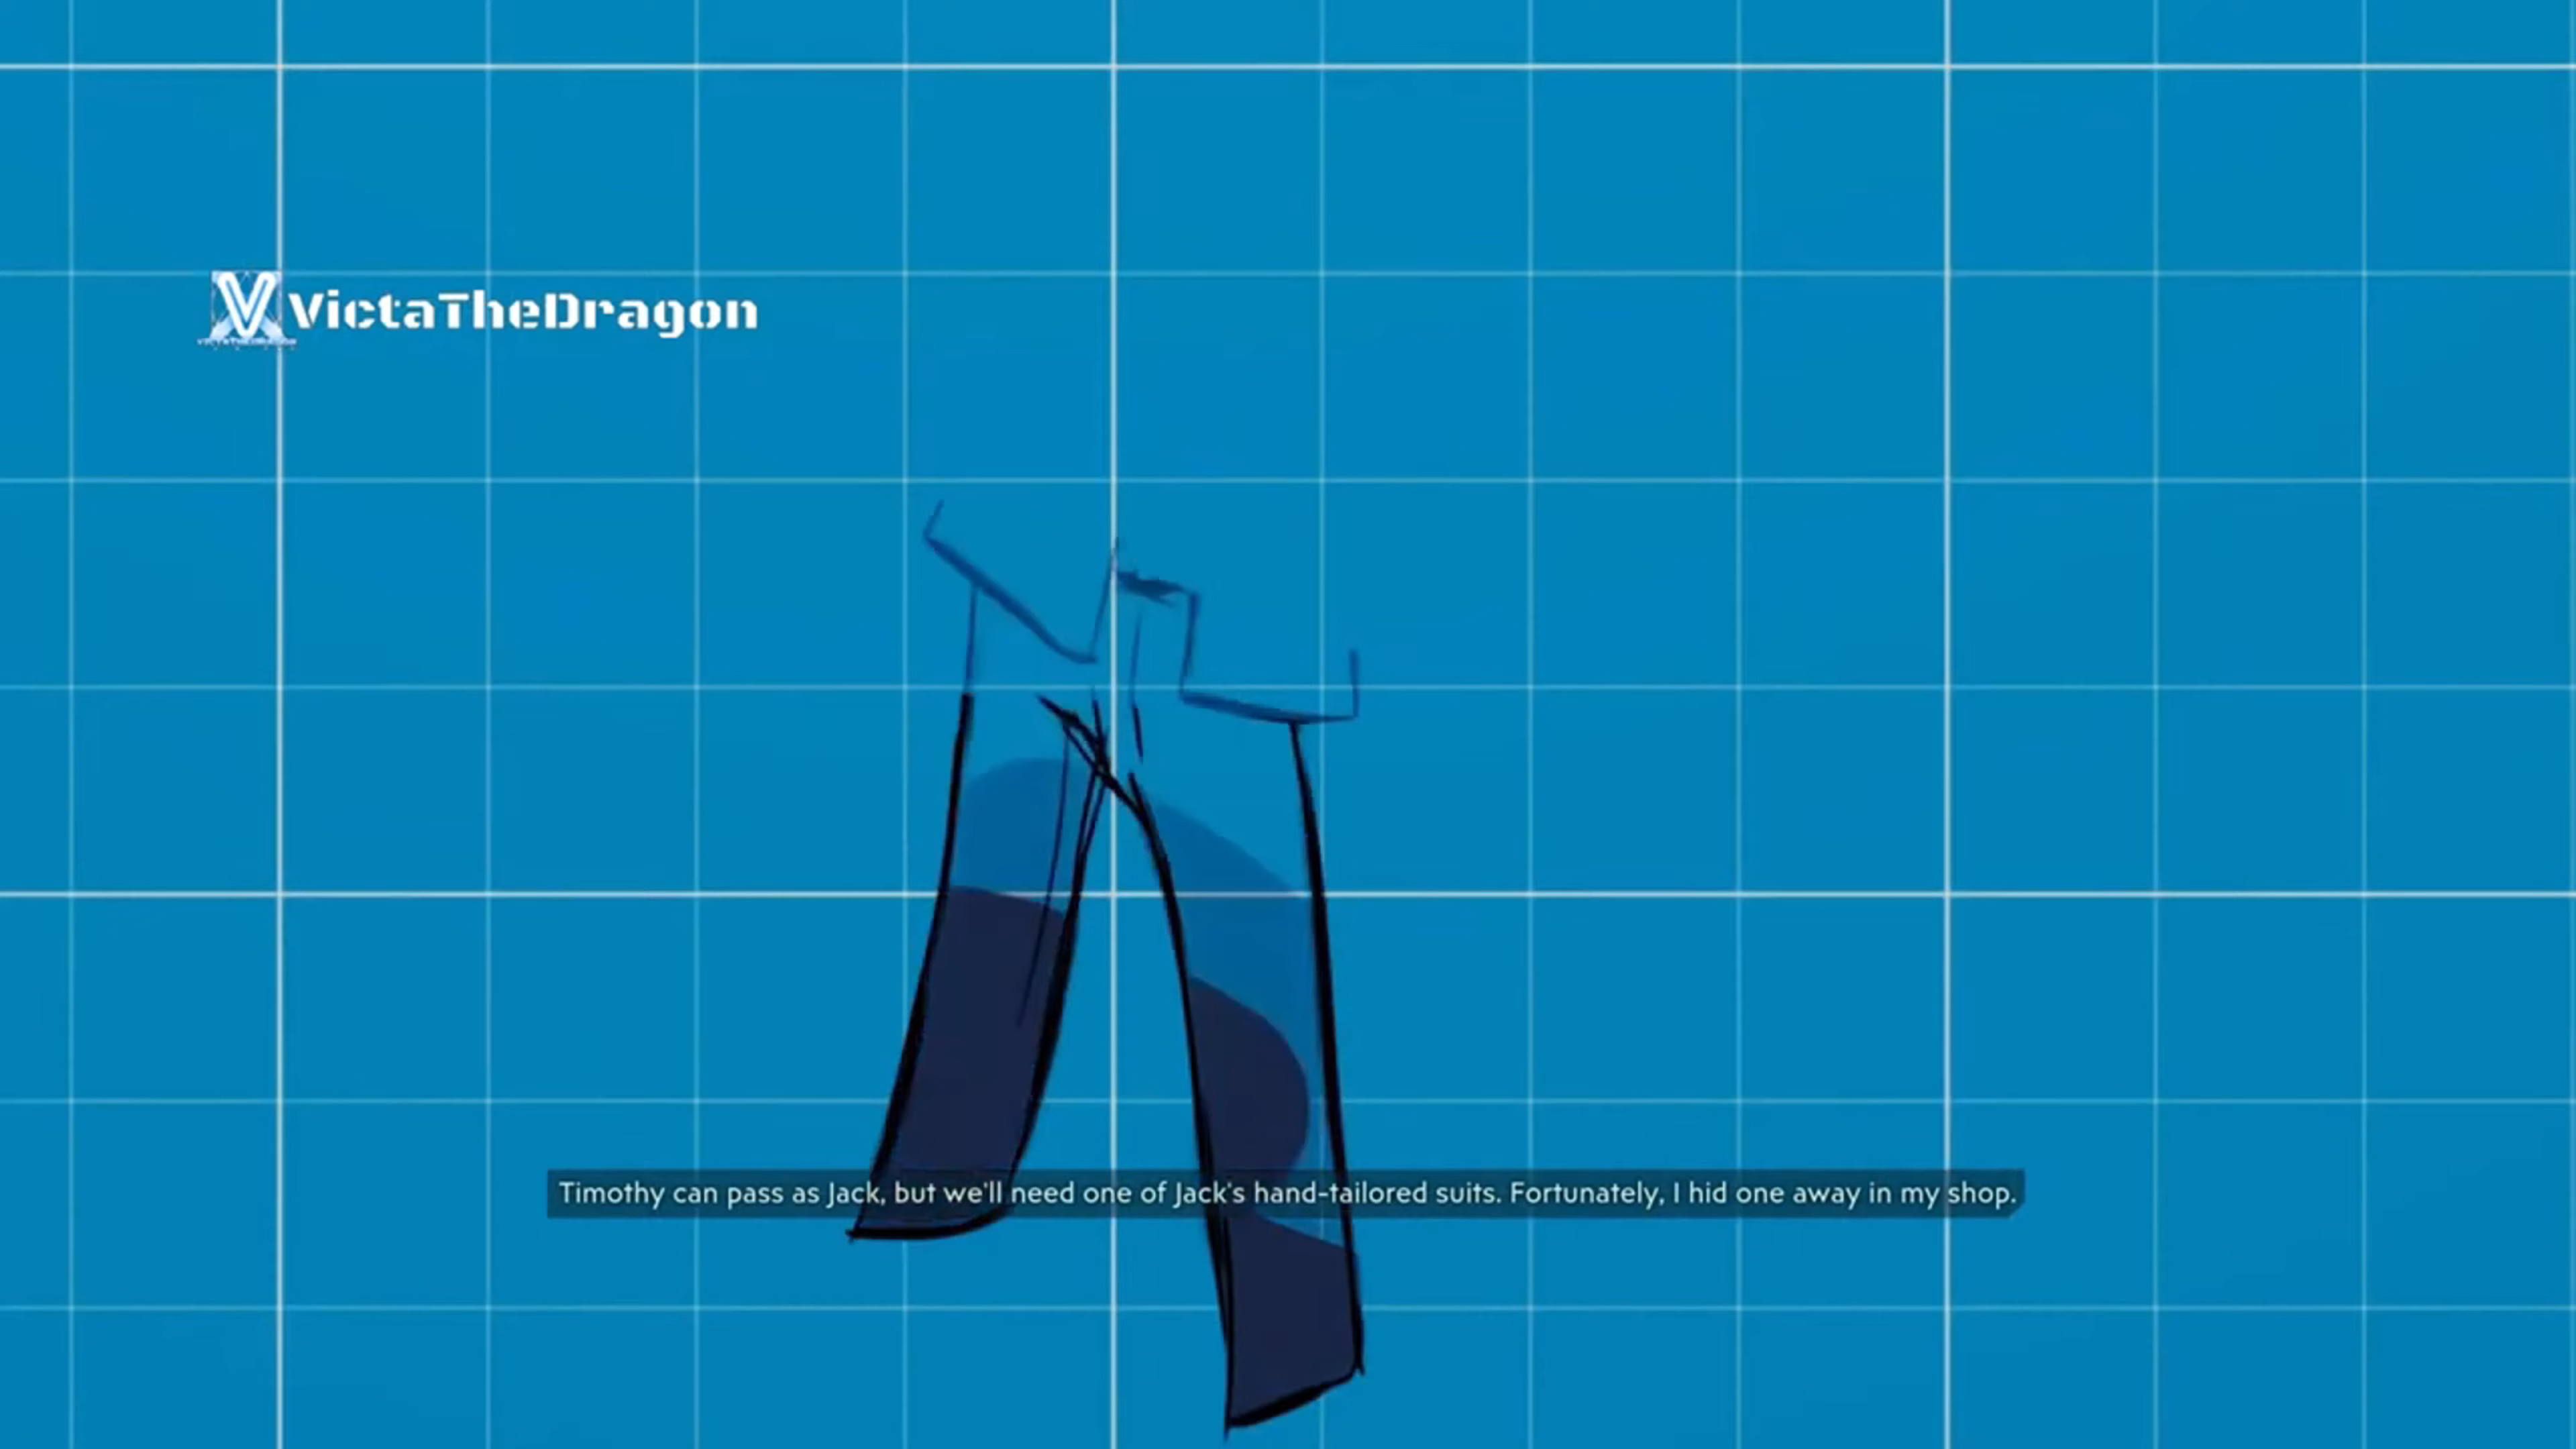 VictaTheDragon
Timothy can pass as Jack, but we'll need one of Jack's hand-tailored suits. Fortunately, I hid one away in my shop.